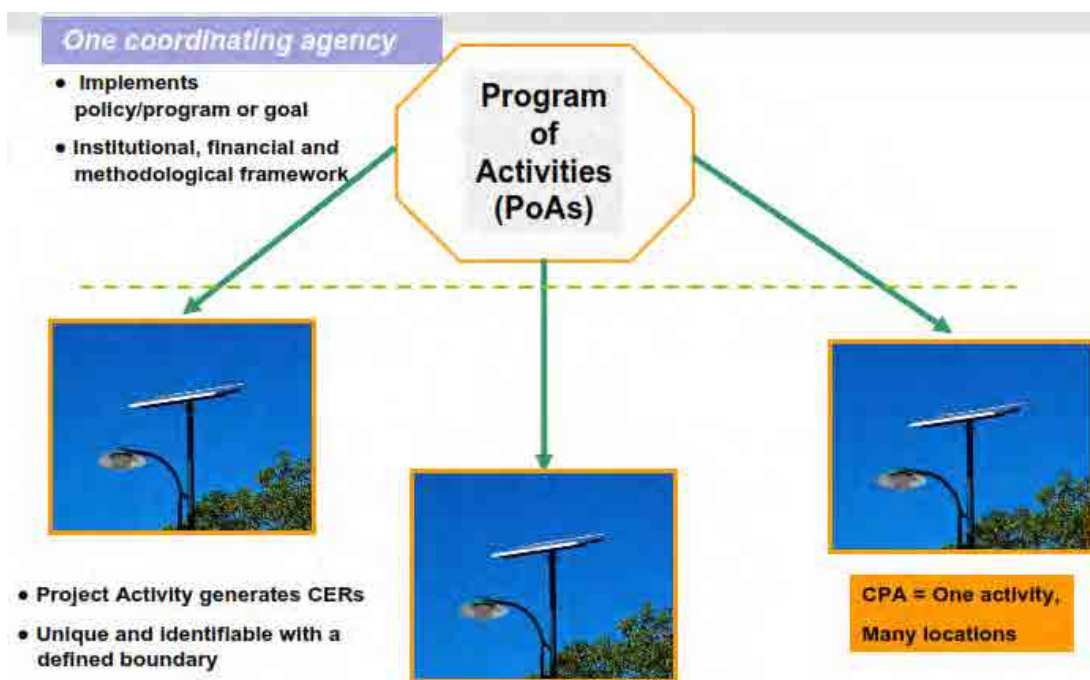 One coordinating agency
● Implements
policy/program or goal
● Institutional, financial and
methodological framework
Program
of
Activities
(PoAs)
● Project Activity generates CERs
● Unique and identifiable with a
defined boundary
CPA = One activity,
Many locations